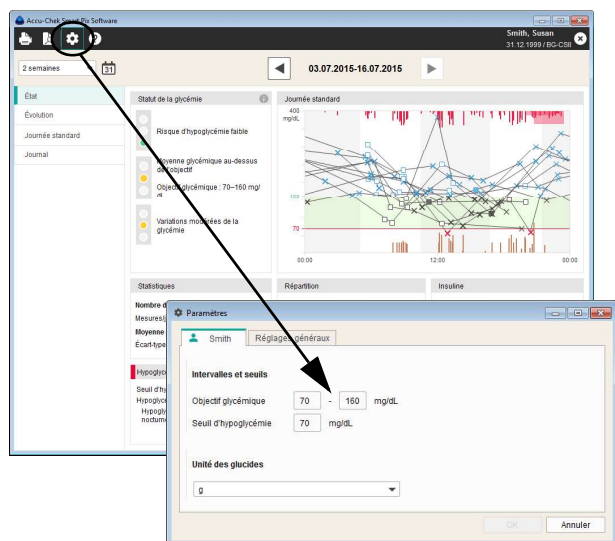 Accu-Chek Smart Pix Software
Smith, Susan
31.12.1999 / BG-CSII
2 semaines
31
03.07.2015-16.07.2015
État
Évolution
Journée standard
Journal
Statut de la glycémie
Risque d'hypoglycémie faible
Moyenne glycémique au-dessus
de l'objectif
Objectif glycémique : 70–160 mg/
dL
Variations modérées de la
glycémie
Journée standard
400
mg/dL
70
00:00
12:00
00:00
Statistiques
Répartition
Insuline
Nombre d
Mesures/j
Moyenne
Écart-type
Hypoglyc
Seuil d'hy
Hypoglyce
Hypogly
nocturne
Paramètres
Smith
Réglages généraux
Intervalles et seuils
Objectif glycémique
70 - 160 mg/dL
Seuil d'hypoglycémie
70 mg/dL
Unité des glucides
g
OK
Annuler